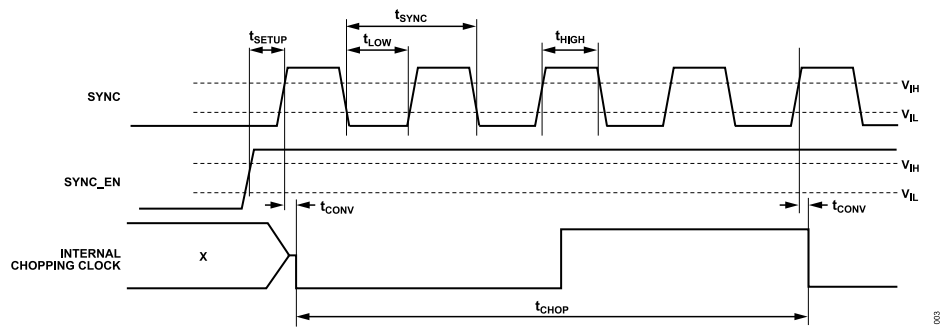 tSYNC
tSETUP
tLOW
tHIGH
SYNC
VIH
VIL
SYNC_EN
VIH
VIL
tCONV
tCONV
INTERNAL
CHOPPING CLOCK
X
tCHOP
003